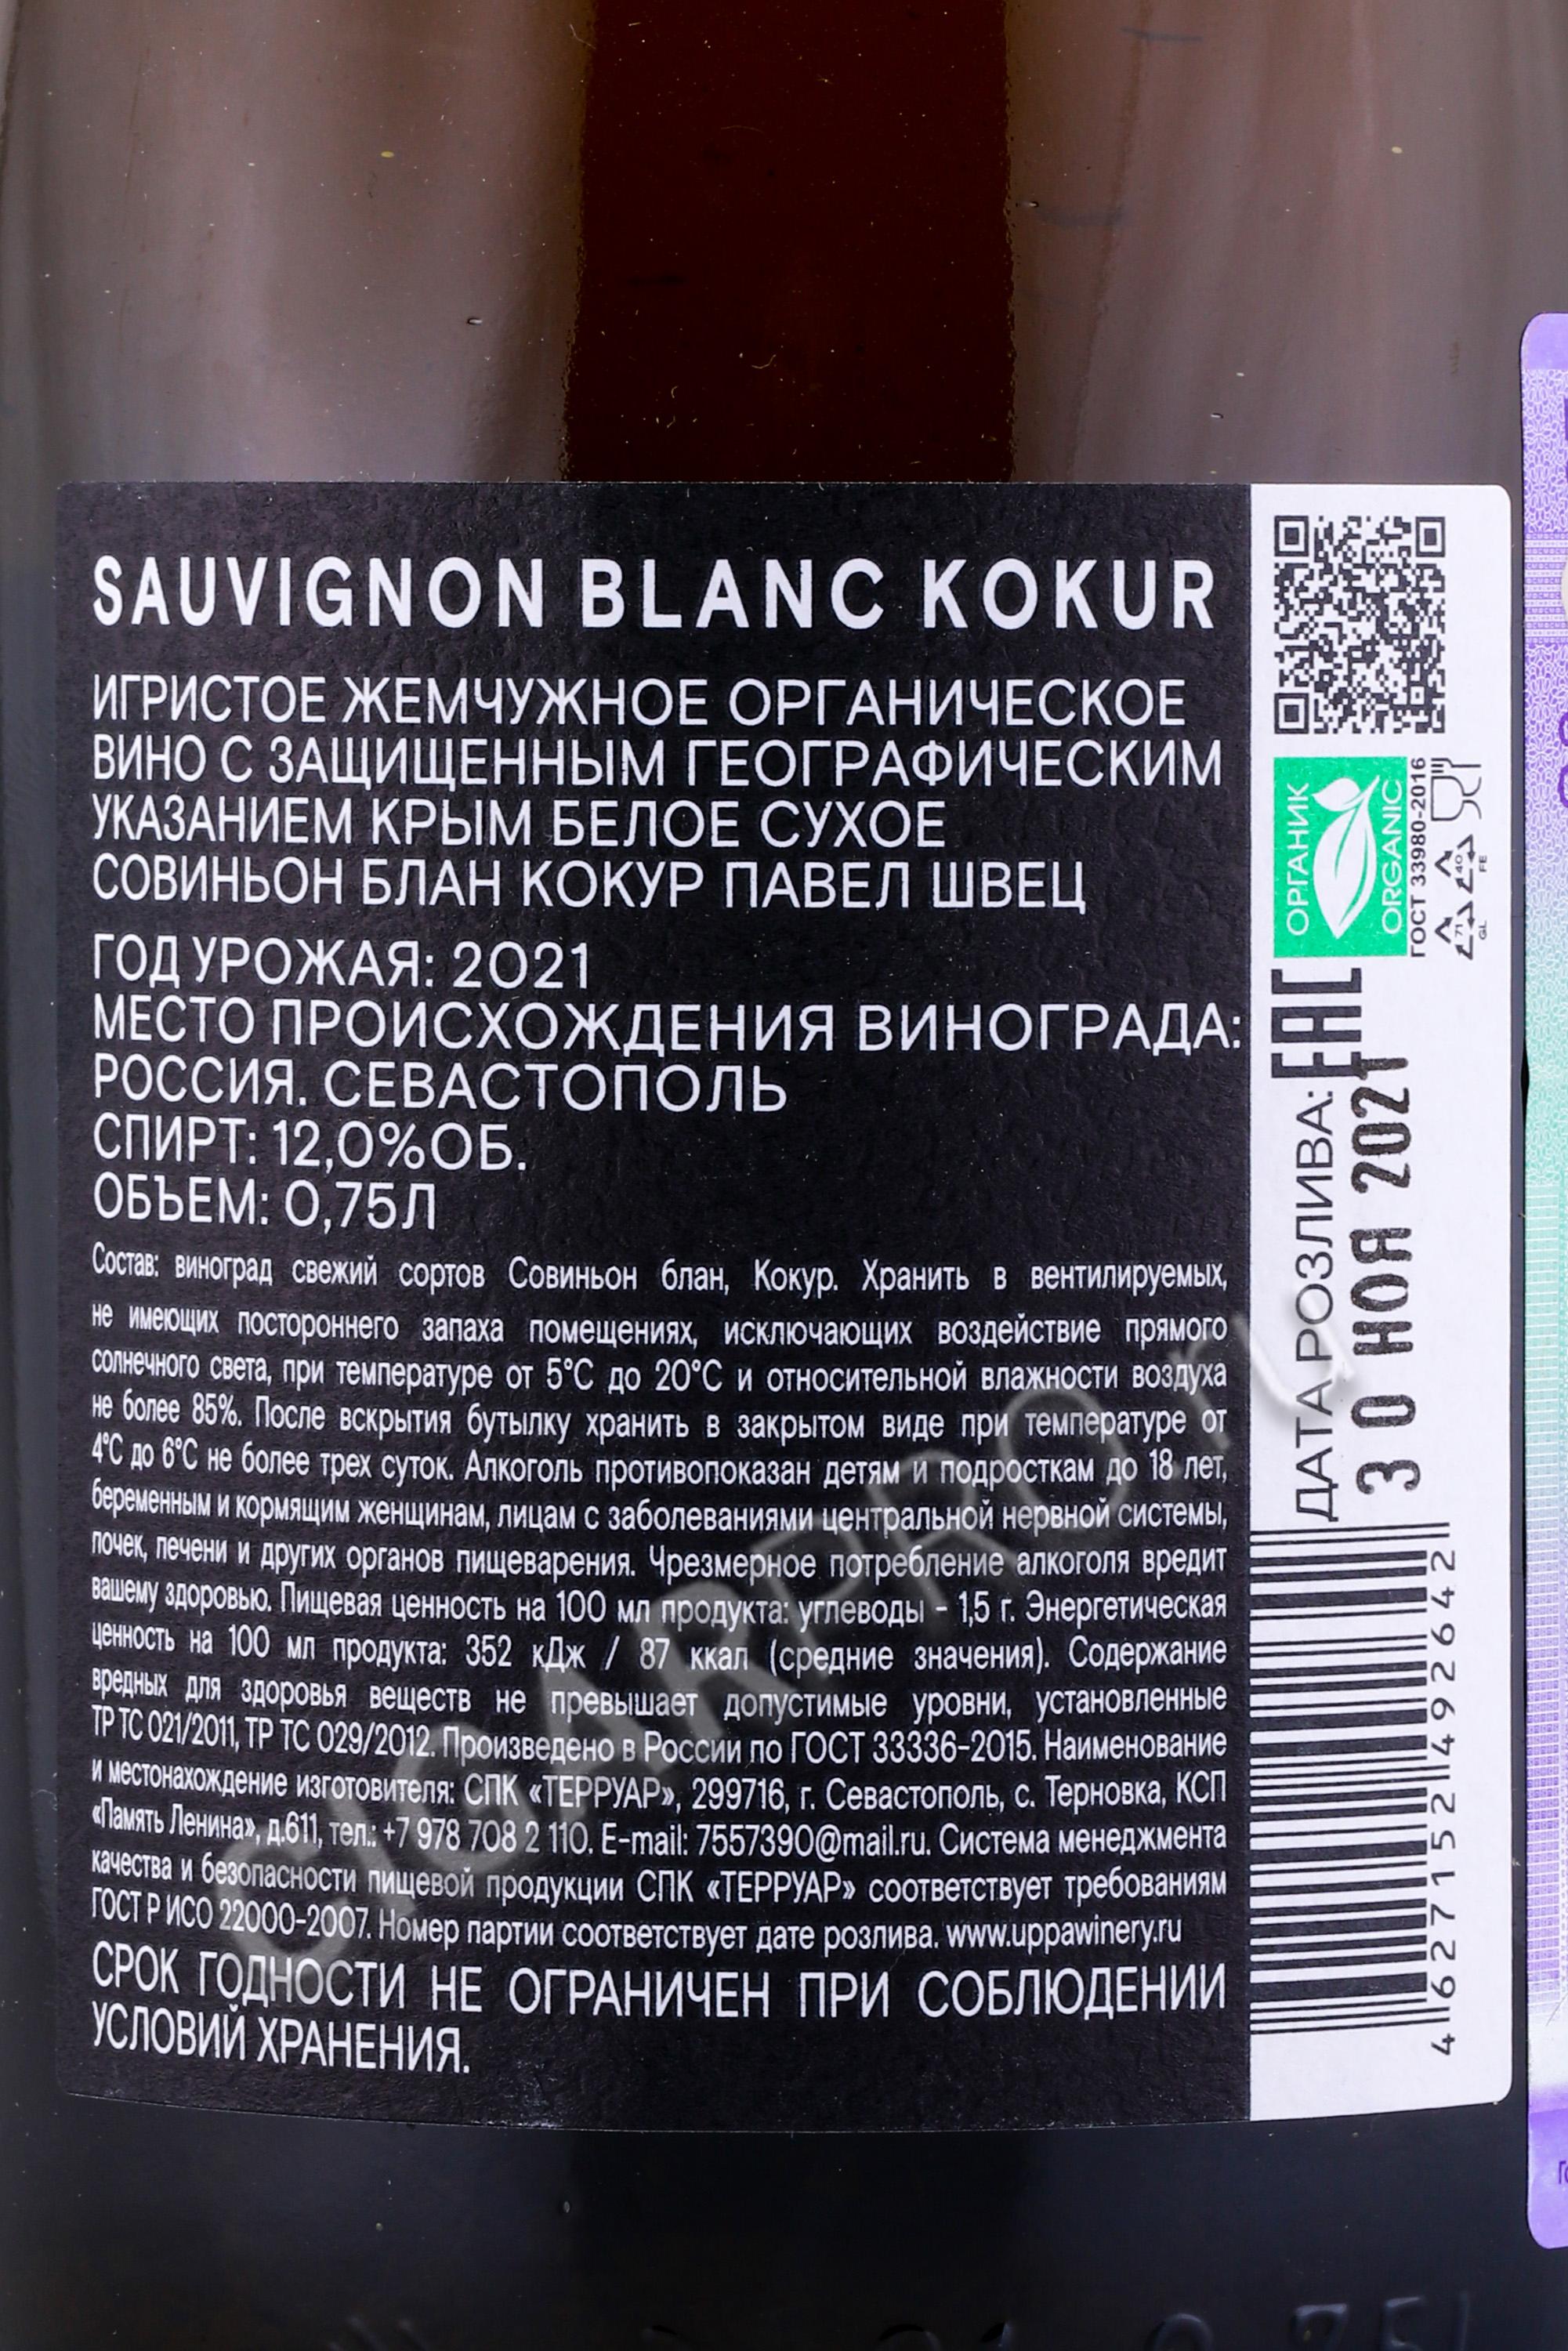 SAUVIGNON BLANC KOKUR
ИГРИСТОЕ ЖЕМЧУЖНОЕ ОРГАНИЧЕСКОЕ
ВИНО С ЗАЩИЩЕННЫМ ГЕОГРАФИЧЕСКИМ
УКАЗАНИЕМ КРЫМ БЕЛОЕ СУХОЕ
СОВИНЬОН БЛАН КОКУР ПАВЕЛ ШВЕЦ
ГОД УРОЖАЯ: 2021
МЕСТО ПРОИСХОЖДЕНИЯ ВИНОГРАДА:
РОССИЯ. СЕВАСТОПОЛЬ
СПИРТ: 12,0%ОБ.
ОБЪЕМ: 0,75Л
Состав: виноград свежий сортов Совиньон блан, Кокур. Хранить в вентилируемых,
не имеющих постороннего запаха помещениях, исключающих воздействие прямого
солнечного света, при температуре от 5°С до 20°С и относительной влажности воздуха
не более 85%. После вскрытия бутылку хранить в закрытом виде при температуре от
4°С до 6°С не более трех суток. Алкоголь противопоказан детям и подросткам до 18 лет,
беременным и кормящим женщинам, лицам с заболеваниями центральной нервной системы,
почек, печени и других органов пищеварения. Чрезмерное потребление алкоголя вредит
вашему здоровью. Пищевая ценность на 100 мл продукта: углеводы - 1,5 г. Энергетическая
ценность на 100 мл продукта: 352 кДж / 87 ккал (средние значения). Содержание
вредных для здоровья веществ не превышает допустимые уровни, установленные
ТР ТС 021/2011, ТР ТС 029/2012. Произведено в России по ГОСТ 33336-2015. Наименование
и местонахождение изготовителя: СПК «ТЕРРУАР», 299716, г. Севастополь, с. Терновка, КСП
«Память Ленина», д.611, тел.: +7 978 708 2 110. E-mail: 7557390@mail.ru. Система менеджмента
качества и безопасности пищевой продукции СПК «ТЕРРУАР» соответствует требованиям
ГОСТ Р ИСО 22000-2007. Номер партии соответствует дате розлива. www.uppawinery.ru
СРОК ГОДНОСТИ НЕ ОГРАНИЧЕН ПРИ СОБЛЮДЕНИИ
УСЛОВИЙ ХРАНЕНИЯ.
ОРГАНИК
ORGANIC
ГОСТ 33980-2016
71
GL
40
FE
EAC
ДАТА РОЗЛИВА:
30 НОЯ 2021
4627152492642
CIGARPRO.ru